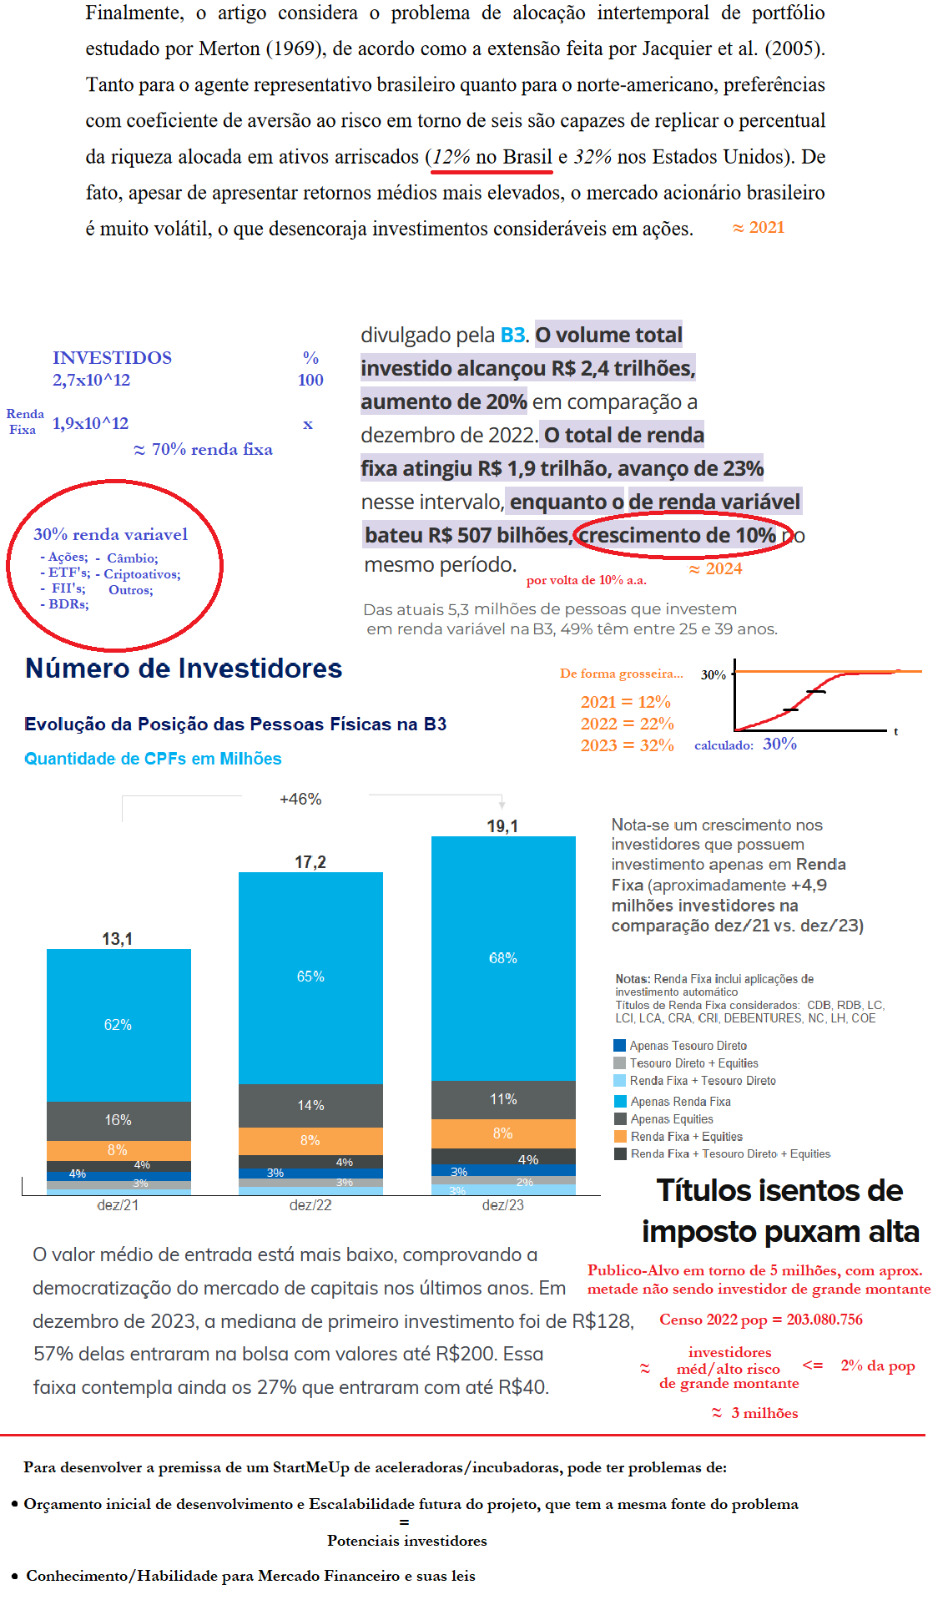 Finalmente, o artigo considera o problema de alocação intertemporal de portfólio
estudado por Merton (1969), de acordo como a extensão feita por Jacquier et al. (2005).
Tanto para o agente representativo brasileiro quanto para o norte-americano, preferências
com coeficiente de aversão ao risco em torno de seis são capazes de replicar o percentual
da riqueza alocada em ativos arriscados (12% no Brasil e 32% nos Estados Unidos). De
fato, apesar de apresentar retornos médios mais elevados, o mercado acionário brasileiro
é muito volátil, o que desencoraja investimentos consideráveis em ações.
≈ 2021
INVESTIDOS %
2,7x10^12 100
Renda
Fixa
1,9x10^12 x
≈ 70% renda fixa
30% renda variavel
- Ações; - Câmbio;
- ETF's; - Criptoativos;
- FII's; Outros;
- BDRs;
divulgado pela B3. O volume total
investido alcançou R$ 2,4 trilhões,
aumento de 20% em comparação a
dezembro de 2022. O total de renda
fixa atingiu R$ 1,9 trilhão, avanço de 23%
nesse intervalo, enquanto o de renda variável
bateu R$ 507 bilhões, crescimento de 10% no
mesmo período.
≈ 2024
por volta de 10% a.a.
Das atuais 5,3 milhões de pessoas que investem
em renda variável na B3, 49% têm entre 25 e 39 anos.
Número de Investidores
Evolução da Posição das Pessoas Físicas na B3
Quantidade de CPFs em Milhões
De forma grosseira...
2021 = 12%
2022 = 22%
2023 = 32%
30%
t
calculado: 30%
+46%
13,1
62%
16%
8%
4%
4%
3%
dez/21
17,2
65%
14%
8%
4%
3%
3%
dez/22
19,1
68%
11%
8%
4%
3%
2%
3%
dez/23
Nota-se um crescimento nos
investidores que possuem
investimento apenas em Renda
Fixa (aproximadamente +4,9
milhões investidores na
comparação dez/21 vs. dez/23)
Notas: Renda Fixa inclui aplicações de
investimento automático
Títulos de Renda Fixa considerados: CDB, RDB, LC,
LCI, LCA, CRA, CRI, DEBENTURES, NC, LH, COE
Apenas Tesouro Direto
Tesouro Direto + Equities
Renda Fixa + Tesouro Direto
Apenas Renda Fixa
Apenas Equities
Renda Fixa + Equities
Renda Fixa + Tesouro Direto + Equities
Títulos isentos de
imposto puxam alta
O valor médio de entrada está mais baixo, comprovando a
democratização do mercado de capitais nos últimos anos. Em
dezembro de 2023, a mediana de primeiro investimento foi de R$128,
57% delas entraram na bolsa com valores até R$200. Essa
faixa contempla ainda os 27% que entraram com até R$40.
Publico-Alvo em torno de 5 milhões, com aprox.
metade não sendo investidor de grande montante
Censo 2022 pop = 203.080.756
≈ investidores
méd/alto risco <= 2% da pop
de grande montante
≈ 3 milhões
Para desenvolver a premissa de um StartMeUp de aceleradoras/incubadoras, pode ter problemas de:
• Orçamento inicial de desenvolvimento e Escalabilidade futura do projeto, que tem a mesma fonte do problema
=
Potenciais investidores
• Conhecimento/Habilidade para Mercado Financeiro e suas leis